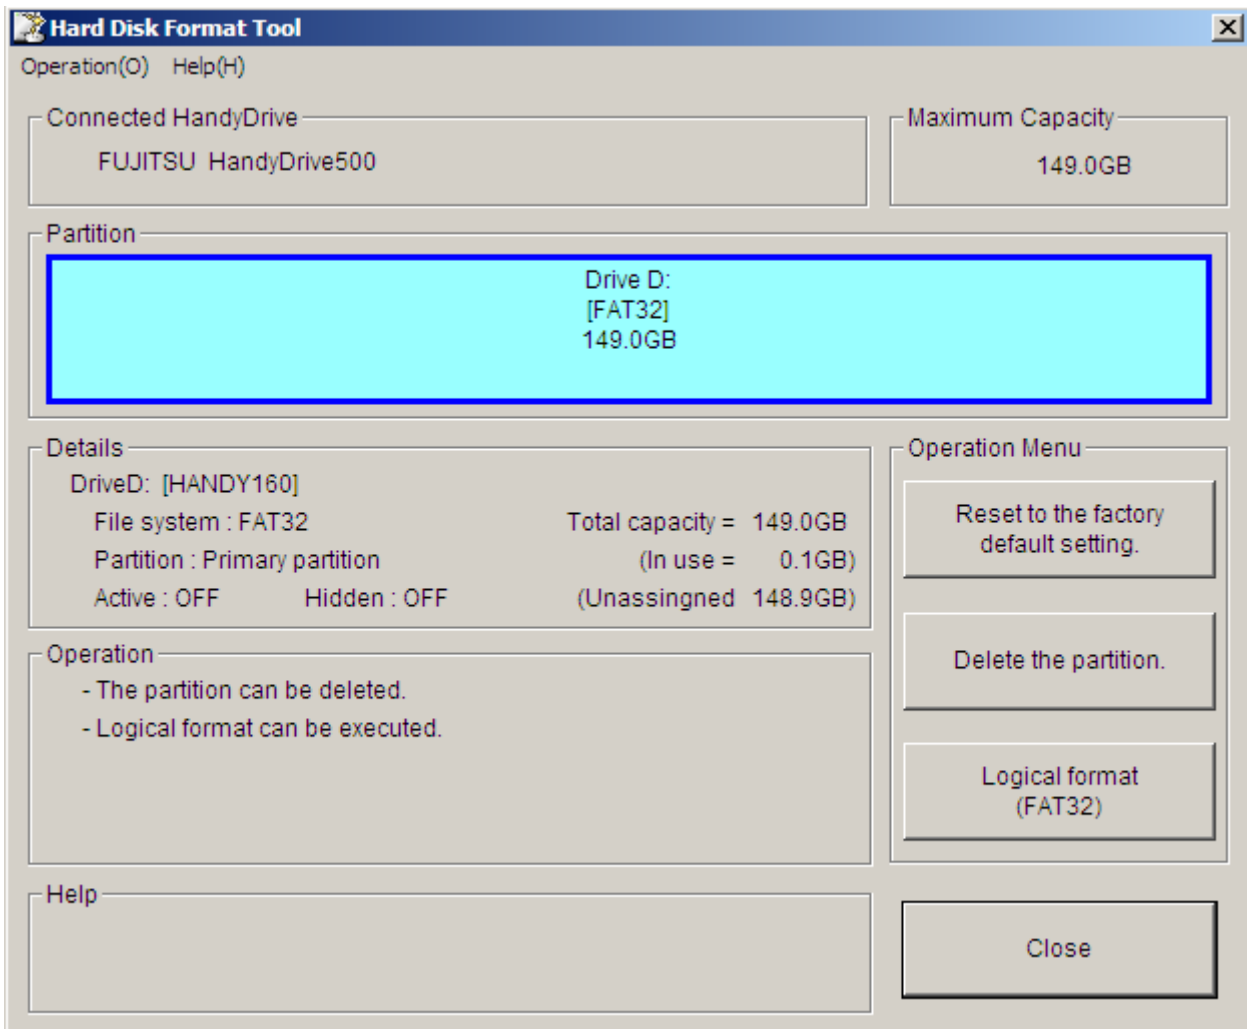 Hard Disk Format Tool
Operation(O) Help(H)
Connected HandyDrive
FUJITSU HandyDrive500
Maximum Capacity
149.0GB
Partition
Drive D:
[FAT32]
149.0GB
Details
DriveD: [HANDY160]
File system : FAT32 Total capacity = 149.0GB
Partition : Primary partition (In use = 0.1GB)
Active : OFF Hidden : OFF (Unassingned 148.9GB)
Operation Menu
Reset to the factory
default setting.
Delete the partition.
Logical format
(FAT32)
Operation
- The partition can be deleted.
- Logical format can be executed.
Help
Close